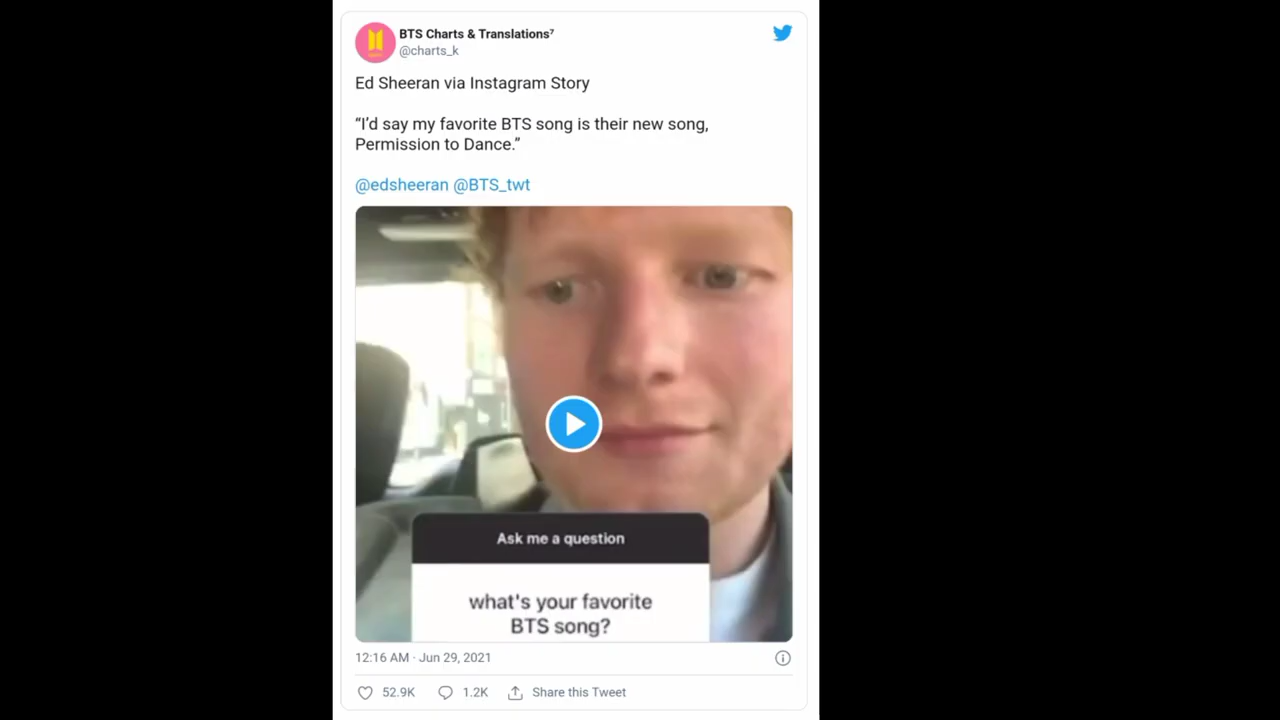 BTS Charts & Translations⁷
@charts_k
Ed Sheeran via Instagram Story
“I’d say my favorite BTS song is their new song,
Permission to Dance.”
@edsheeran @BTS_twt
Ask me a question
what's your favorite
BTS song?
12:16 AM · Jun 29, 2021
52.9K 1.2K Share this Tweet